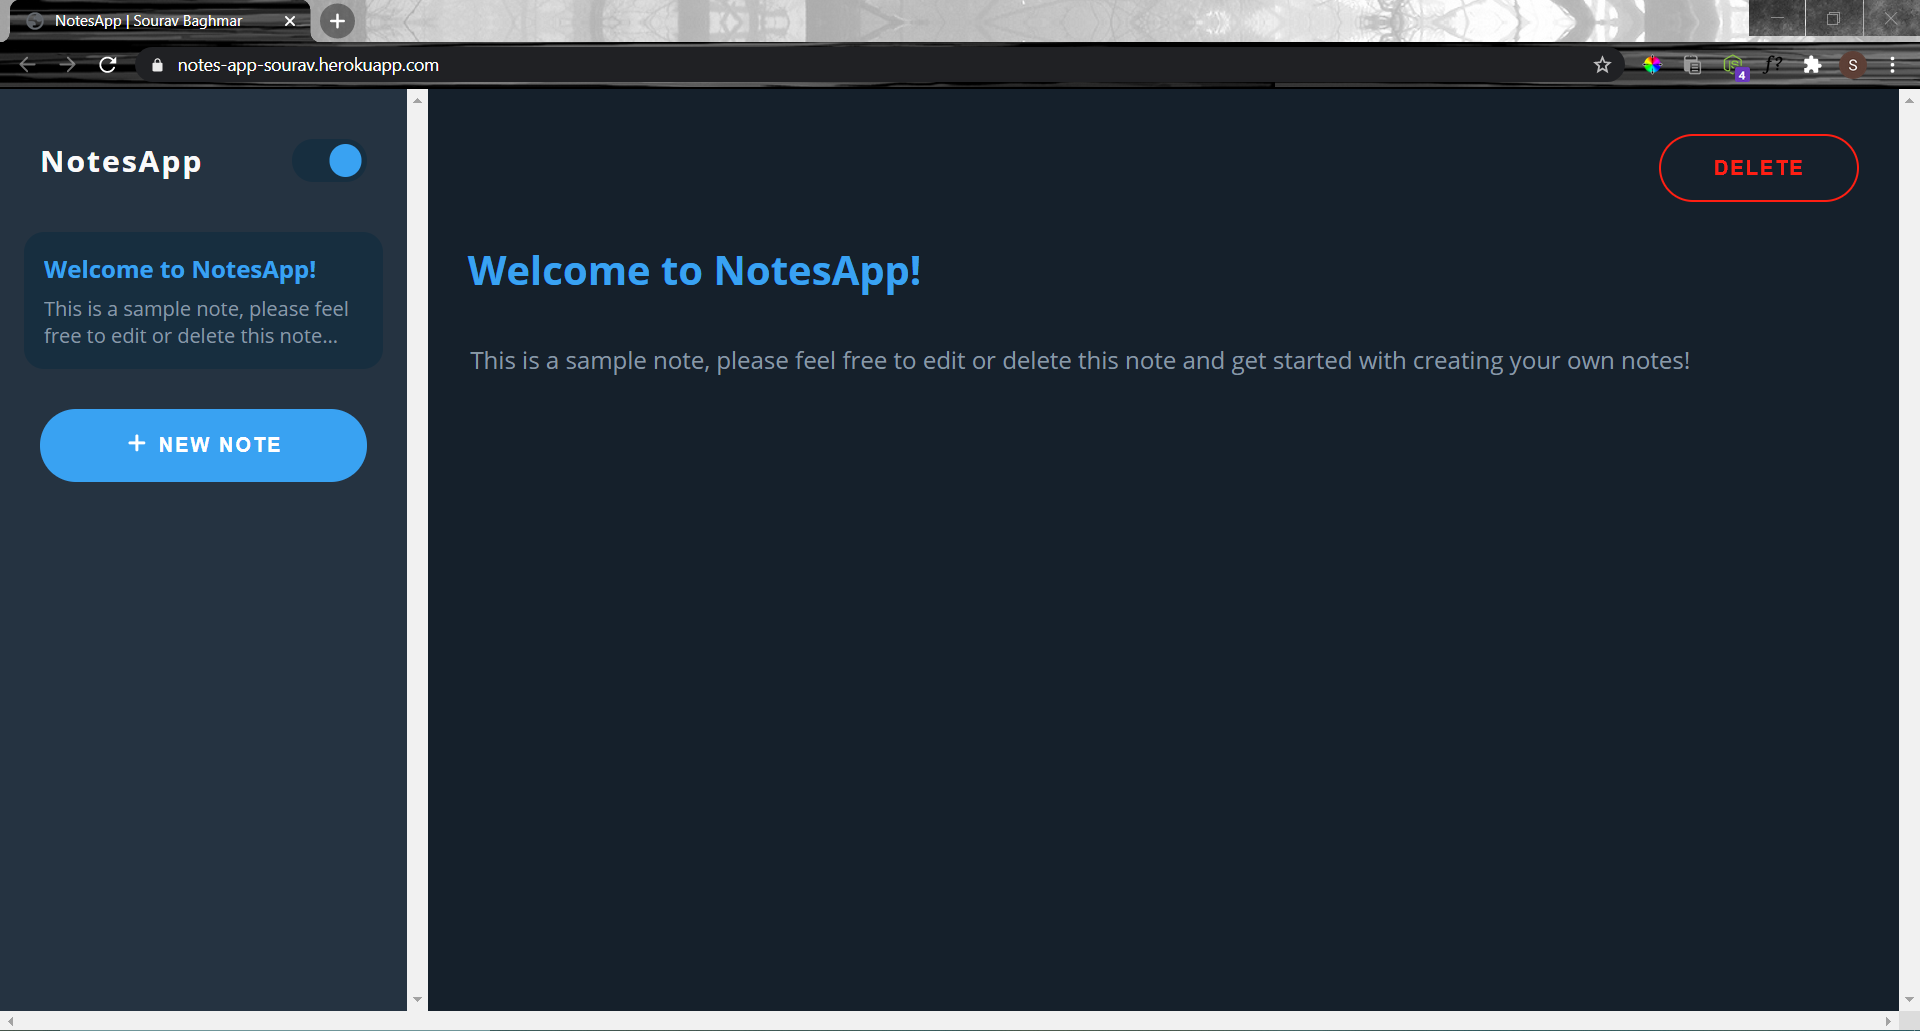 NotesApp | Sourav Baghmar
notes-app-sourav.herokuapp.com
4
ƒ?
S
NotesApp
DELETE
Welcome to NotesApp!
This is a sample note, please feel
free to edit or delete this note...
+ NEW NOTE
Welcome to NotesApp!
This is a sample note, please feel free to edit or delete this note and get started with creating your own notes!